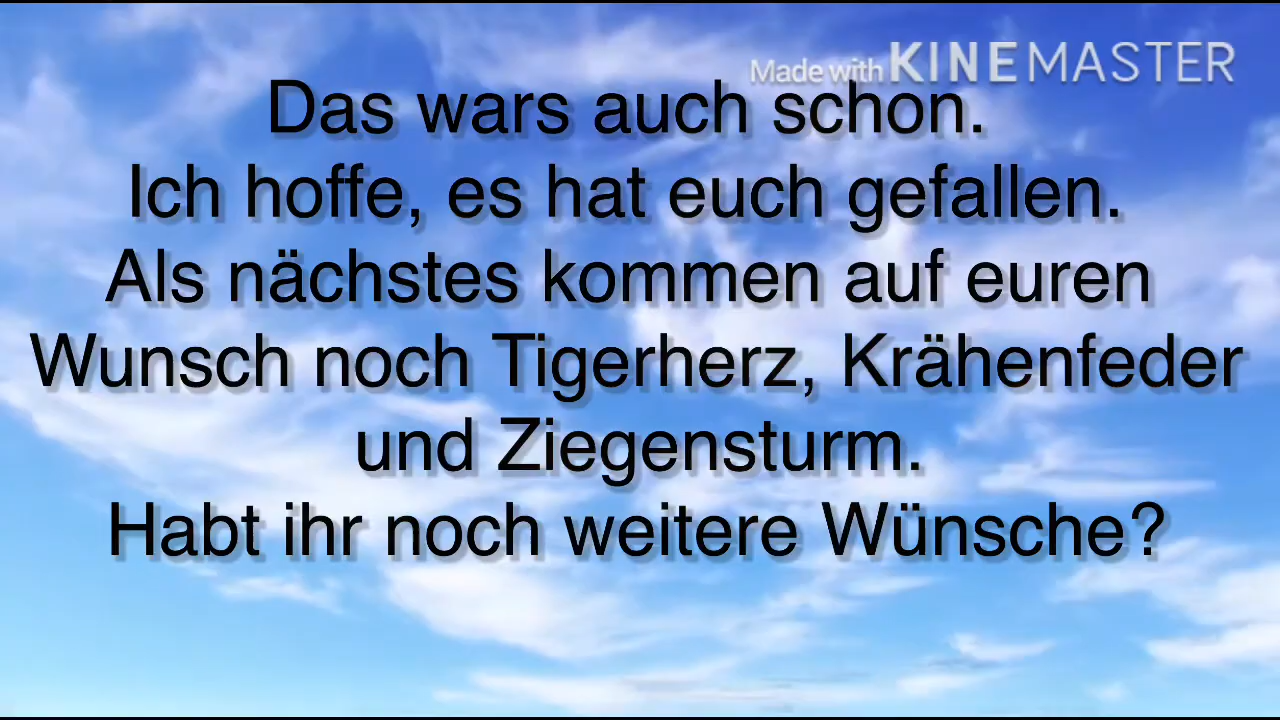 Made with KINEMASTER
Das wars auch schon.
Ich hoffe, es hat euch gefallen.
Als nächstes kommen auf euren
Wunsch noch Tigerherz, Krähenfeder
und Ziegensturm.
Habt ihr noch weitere Wünsche?